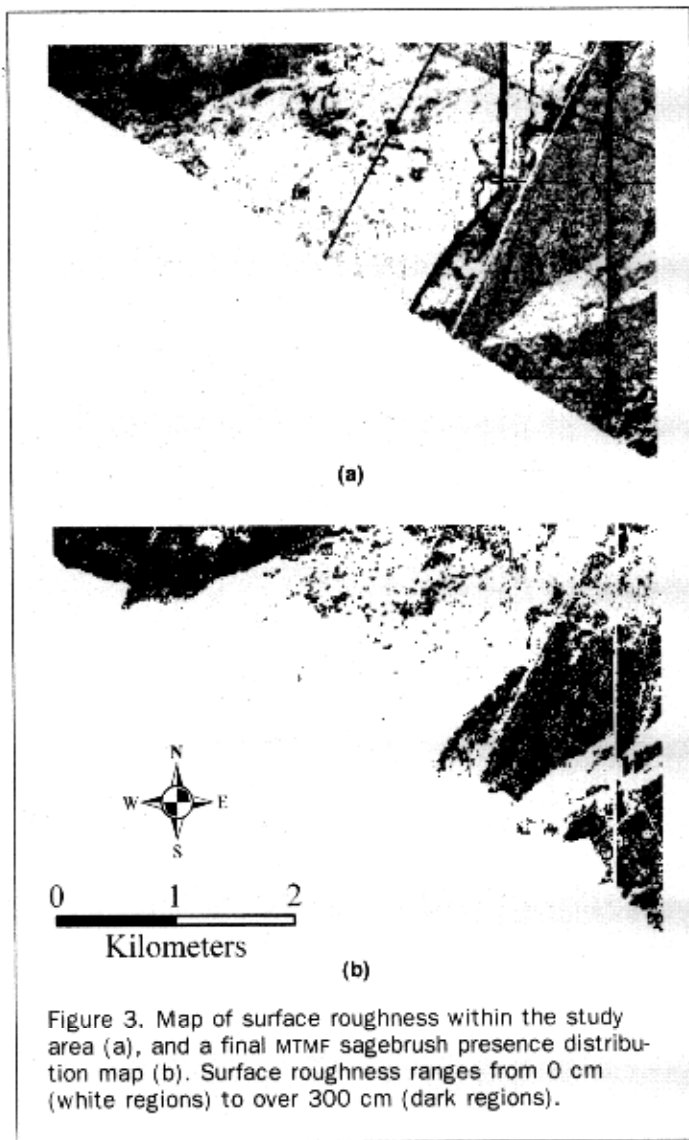 (a)
N
W E
S
0 1 2
Kilometers
(b)
Figure 3. Map of surface roughness within the study
area (a), and a final MTMF sagebrush presence distribu-
tion map (b). Surface roughness ranges from 0 cm
(white regions) to over 300 cm (dark regions).